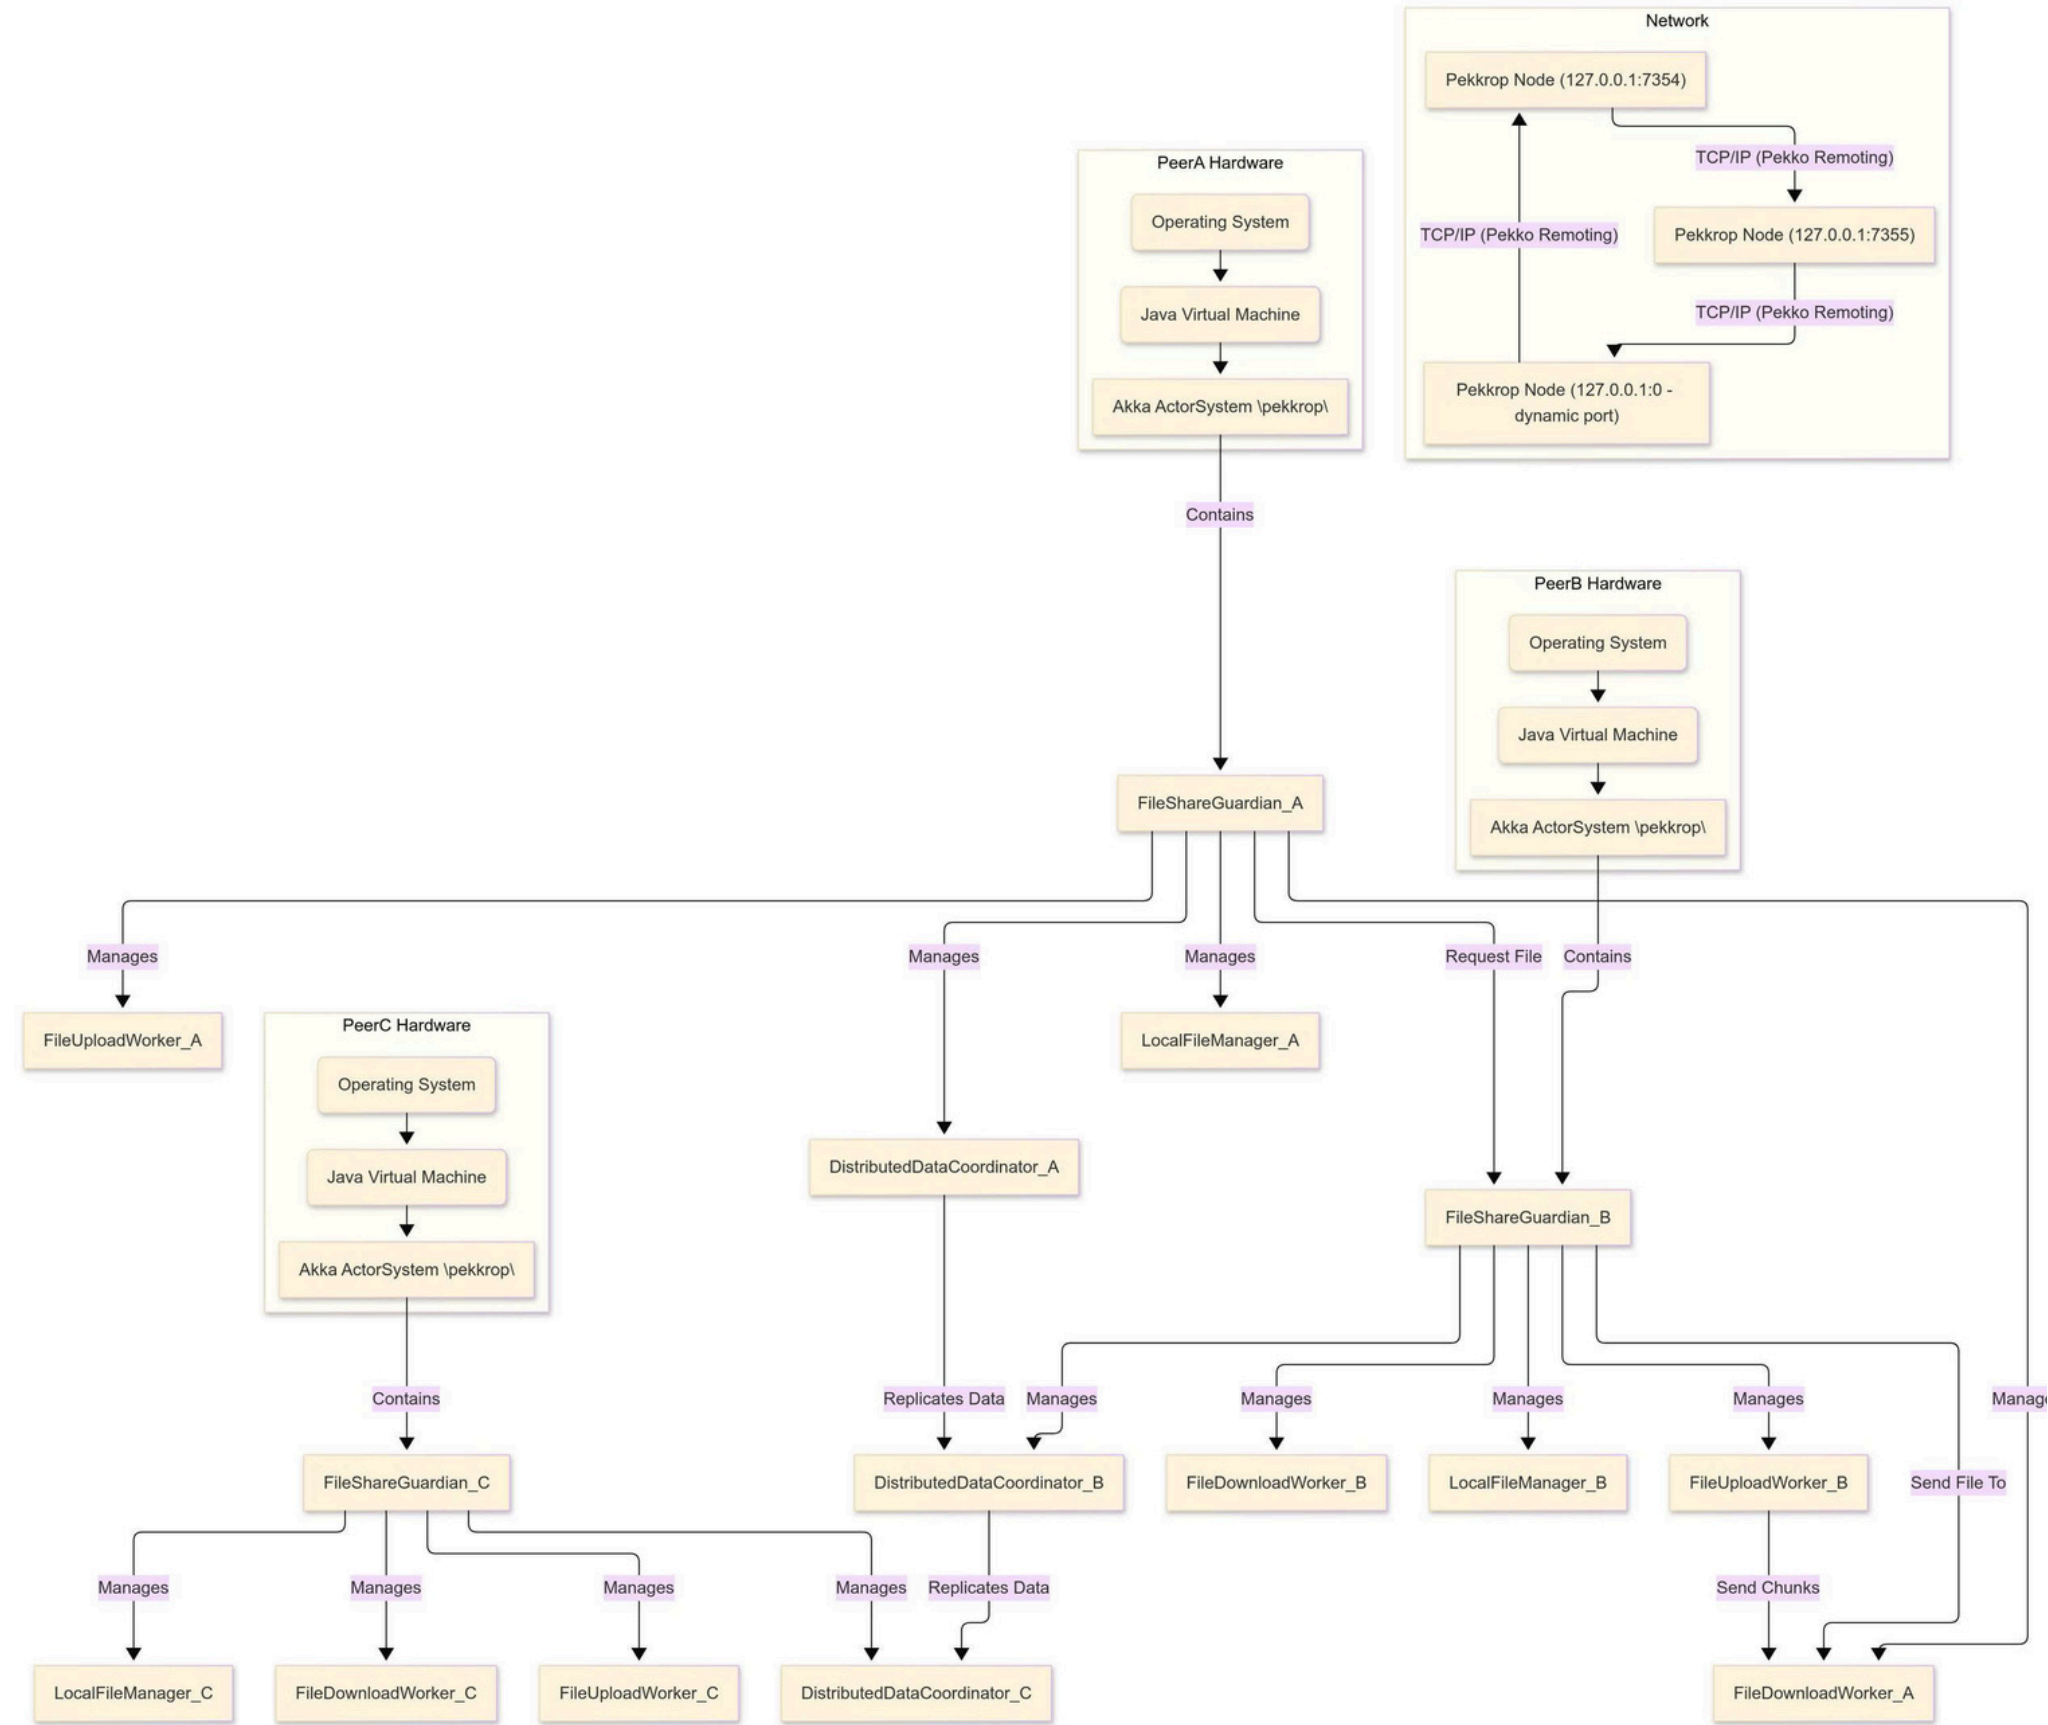 Network
Pekkrop Node (127.0.0.1:7354)
TCP/IP (Pekko Remoting)
TCP/IP (Pekko Remoting)
Pekkrop Node (127.0.0.1:7355)
TCP/IP (Pekko Remoting)
Pekkrop Node (127.0.0.1:0 -
dynamic port)
PeerA Hardware
Operating System
Java Virtual Machine
Akka ActorSystem \pekkrop\
Contains
PeerB Hardware
Operating System
Java Virtual Machine
Akka ActorSystem \pekkrop\
FileShareGuardian_A
Manages
Manages
Manages
Request File
Contains
FileUploadWorker_A
LocalFileManager_A
PeerC Hardware
Operating System
Java Virtual Machine
Akka ActorSystem \pekkrop\
DistributedDataCoordinator_A
FileShareGuardian_B
Contains
Replicates Data
Manages
Manages
Manages
Manages
Manage
FileShareGuardian_C
DistributedDataCoordinator_B
FileDownloadWorker_B
LocalFileManager_B
FileUploadWorker_B
Send File To
Manages
Manages
Manages
Manages
Replicates Data
Send Chunks
LocalFileManager_C
FileDownloadWorker_C
FileUploadWorker_C
DistributedDataCoordinator_C
FileDownloadWorker_A